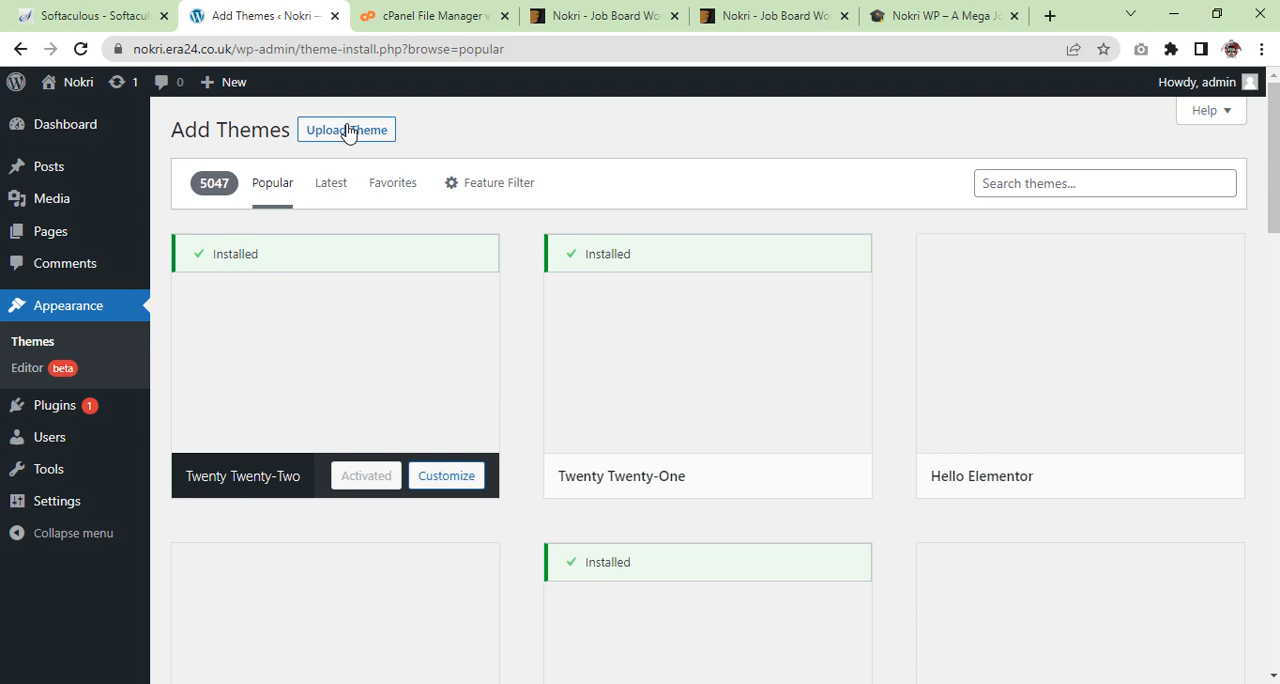 Softaculous - Softacul
Add Themes ‹ Nokri —
cPanel File Manager v
Nokri - Job Board Wo
Nokri - Job Board Wo
Nokri WP – A Mega Jo
nokri.era24.co.uk/wp-admin/theme-install.php?browse=popular
Nokri 1 0 New Howdy, admin
Help
Dashboard
Posts
Media
Pages
Comments
Appearance
Themes
Editor beta
Plugins 1
Users
Tools
Settings
Collapse menu
Add Themes Upload Theme
5047 Popular Latest Favorites Feature Filter Search themes...
Installed
Installed
Twenty Twenty-Two Activated Customize
Twenty Twenty-One
Hello Elementor
Installed